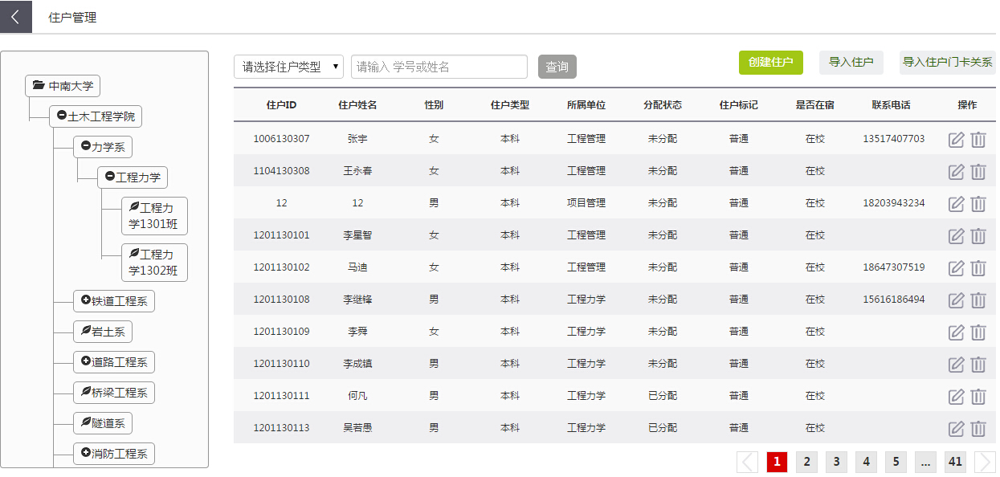 住户管理
中南大学
土木工程学院
力学系
工程力学
工程力
学1301班
工程力
学1302班
铁道工程系
岩土系
道路工程系
桥梁工程系
隧道系
消防工程系
请选择住户类型 请输入 学号或姓名 查询 创建住户 导入住户 导入住户门卡关系
住户ID 住户姓名 性别 住户类型 所属单位 分配状态 住户标记 是否在宿 联系电话 操作
1006130307 张宇 女 本科 工程管理 未分配 普通 在校 13517407703
1104130308 王永春 女 本科 工程管理 未分配 普通 在校
12 12 男 本科 项目管理 未分配 普通 在校 18203943234
1201130101 李星智 女 本科 工程管理 未分配 普通 在校
1201130102 马迪 女 本科 工程管理 未分配 普通 在校 18647307519
1201130108 李继锋 男 本科 工程力学 未分配 普通 在校 15616186494
1201130109 李舜 女 本科 工程力学 未分配 普通 在校
1201130110 李成镇 男 本科 工程力学 未分配 普通 在校
1201130111 何凡 男 本科 工程力学 已分配 普通 在校
1201130113 吴若愚 男 本科 工程力学 已分配 普通 在校
1 2 3 4 5 ... 41